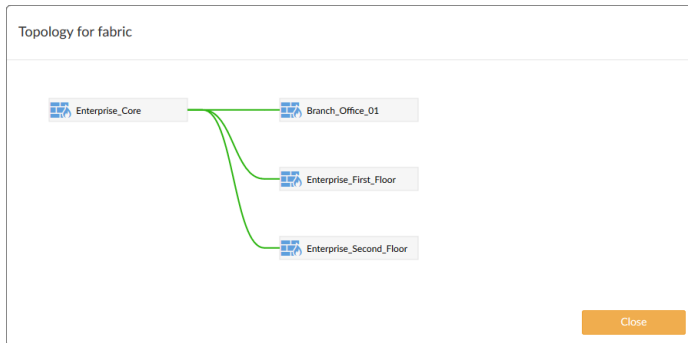 Topology for fabric
Enterprise_Core
Branch_Office_01
Enterprise_First_Floor
Enterprise_Second_Floor
Close